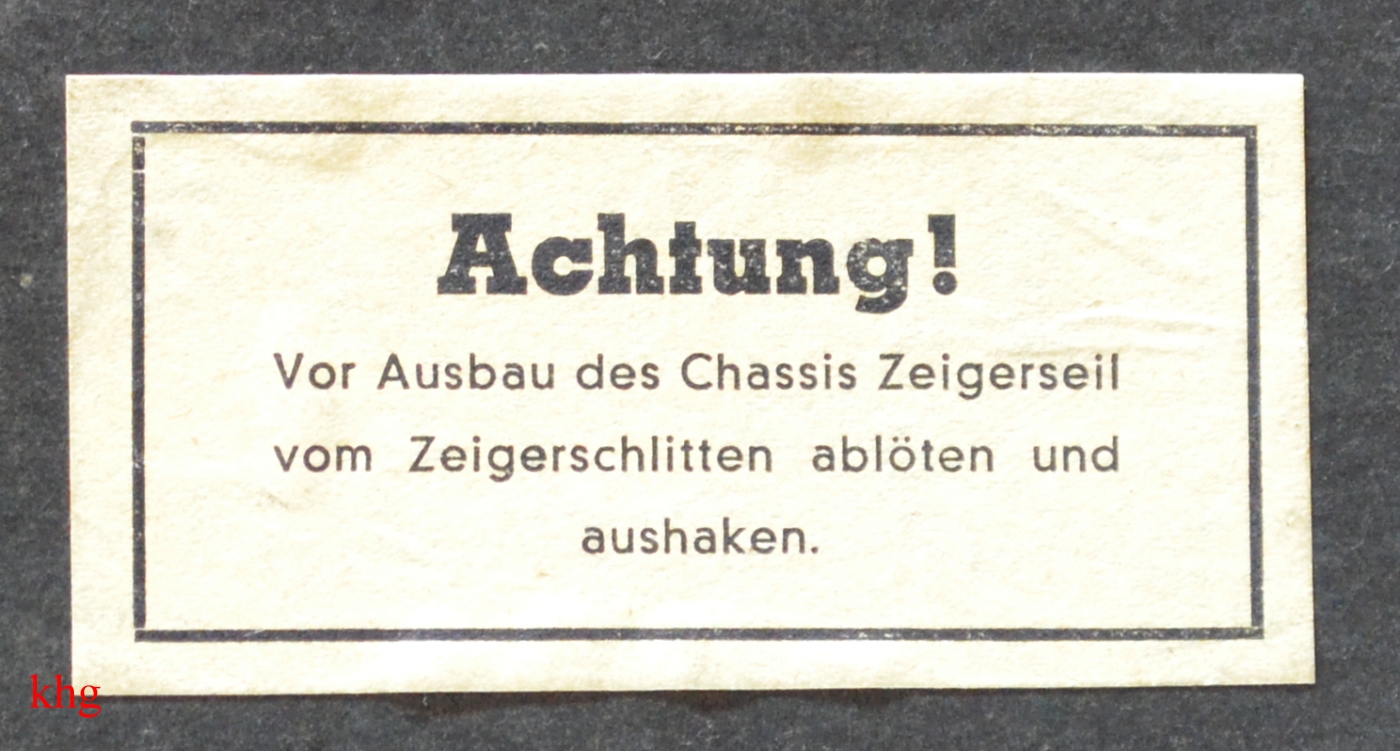 Achtung!
Vor Ausbau des Chassis Zeigerseil
vom Zeigerschlitten ablöten und
aushaken.
khg